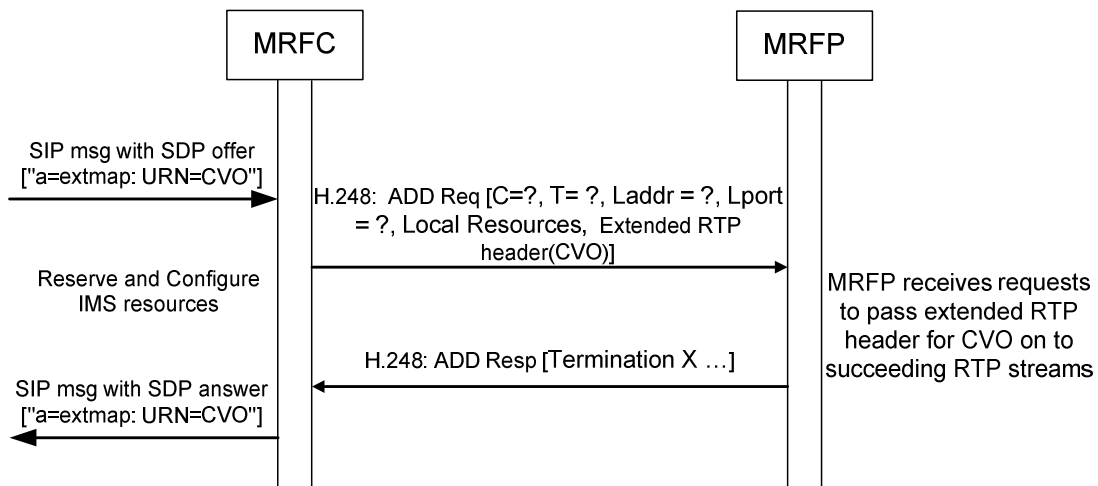 MRFC
MRFP
SIP msg with SDP offer
["a=extmap: URN=CVO"]
H.248: ADD Req [C=?, T= ?, Laddr = ?, Lport
= ?, Local Resources, Extended RTP
header(CVO)]
Reserve and Configure
IMS resources
MRFP receives requests
to pass extended RTP
header for CVO on to
succeeding RTP streams
H.248: ADD Resp [Termination X …]
SIP msg with SDP answer
["a=extmap: URN=CVO"]